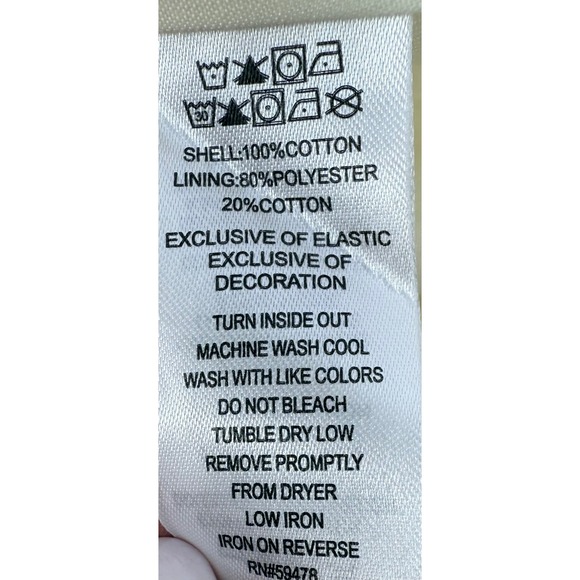 30
SHELL:100%COTTON
LINING:80%POLYESTER
20%COTTON
EXCLUSIVE OF ELASTIC
EXCLUSIVE OF
DECORATION
TURN INSIDE OUT
MACHINE WASH COOL
WASH WITH LIKE COLORS
DO NOT BLEACH
TUMBLE DRY LOW
REMOVE PROMPTLY
FROM DRYER
LOW IRON
IRON ON REVERSE
RN#59478